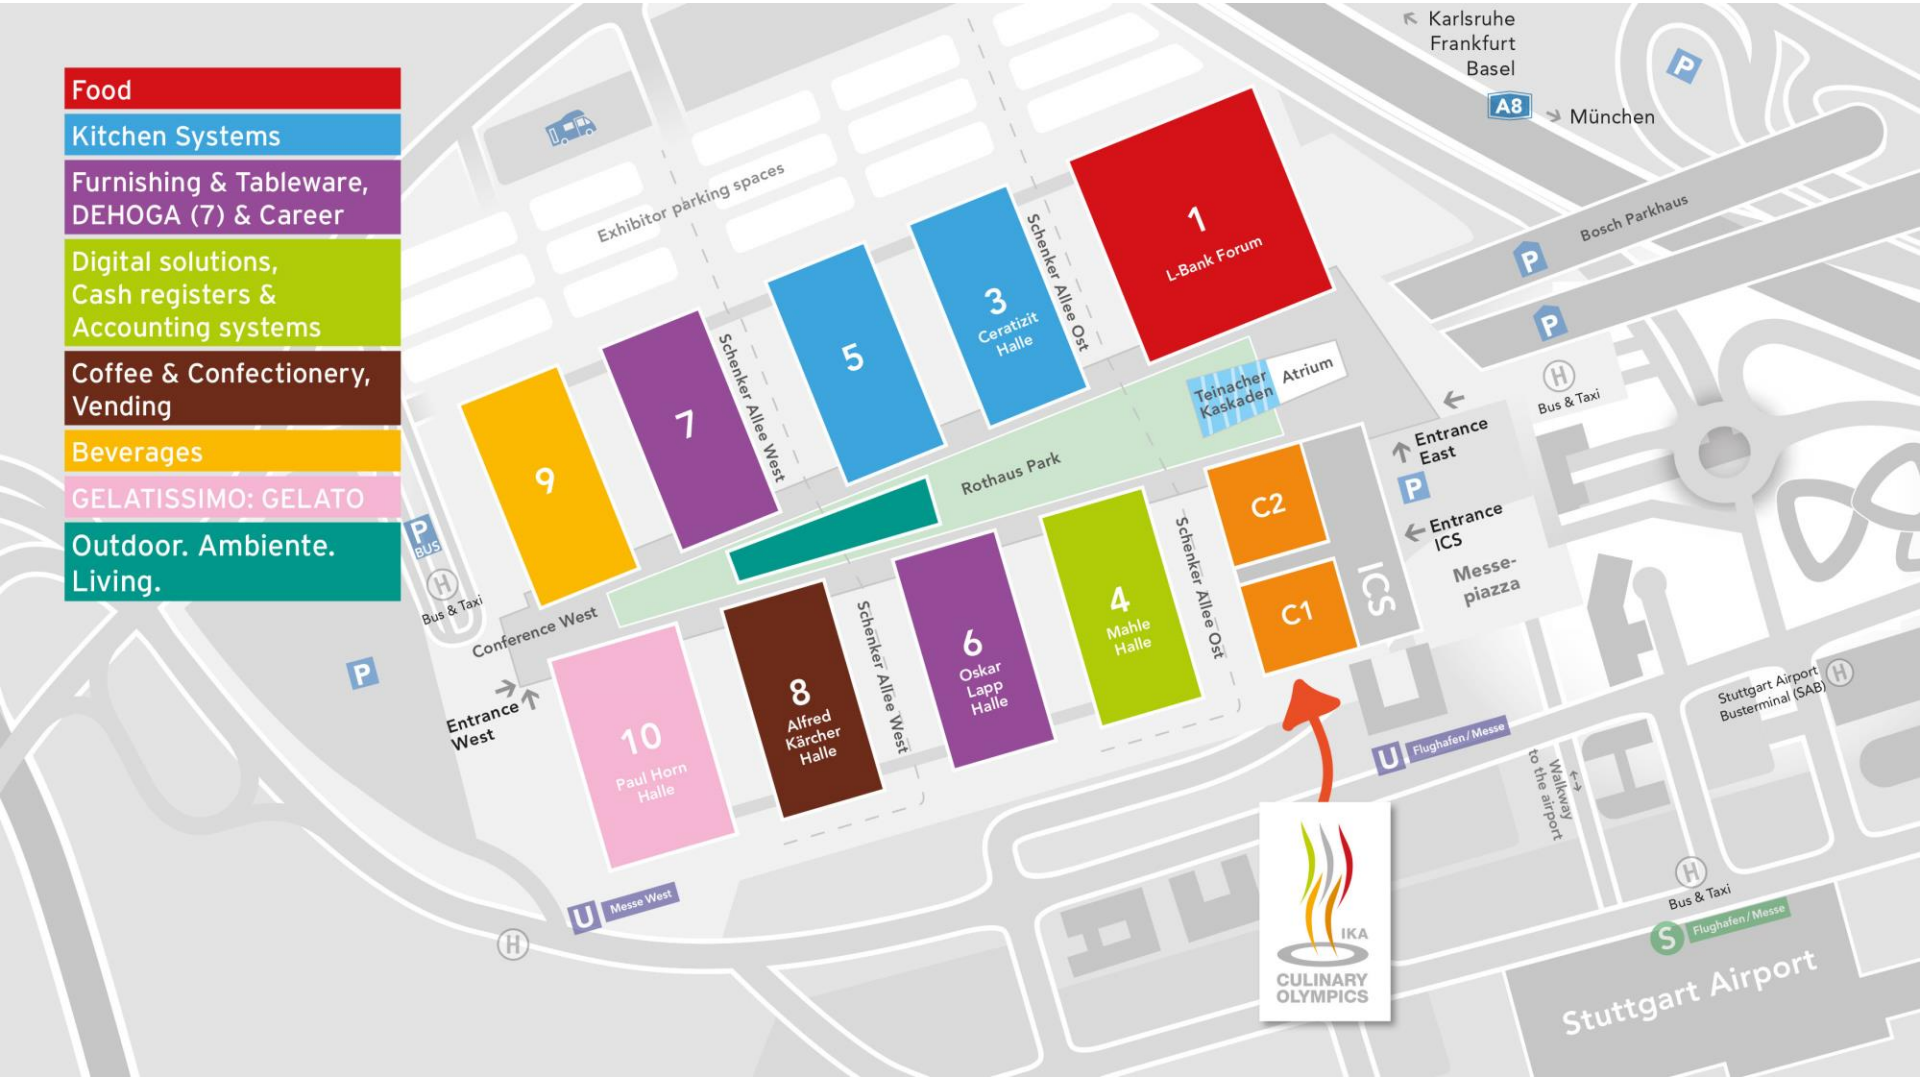 Food
Kitchen Systems
Furnishing & Tableware,
DEHOGA (7) & Career
Digital solutions,
Cash registers &
Accounting systems
Coffee & Confectionery,
Vending
Beverages
GELATISSIMO: GELATO
Outdoor. Ambiente.
Living.
Karlsruhe
Frankfurt
Basel
A8
München
P
Bosch Parkhaus
P
P
H
Bus & Taxi
Exhibitor parking spaces
1
L-Bank Forum
Schenker Allee Ost
3
Ceratizit
Halle
5
Schenker Allee West
7
9
Teinacher
Kaskaden
Atrium
Rothaus Park
Entrance
East
P
Entrance
ICS
Messe-
piazza
C2
C1
ICS
Schenker Allee Ost
4
Mahle
Halle
6
Oskar
Lapp
Halle
Schenker Allee West
8
Alfred
Kärcher
Halle
10
Paul Horn
Halle
P
BUS
H
Bus & Taxi
Conference West
P
Entrance
West
U
Messe West
H
U
Flughafen/Messe
Walkway
to the airport
Stuttgart Airport
Busterminal (SAB)
H
H
Bus & Taxi
S
Flughafen/Messe
Stuttgart Airport
IKA
CULINARY
OLYMPICS